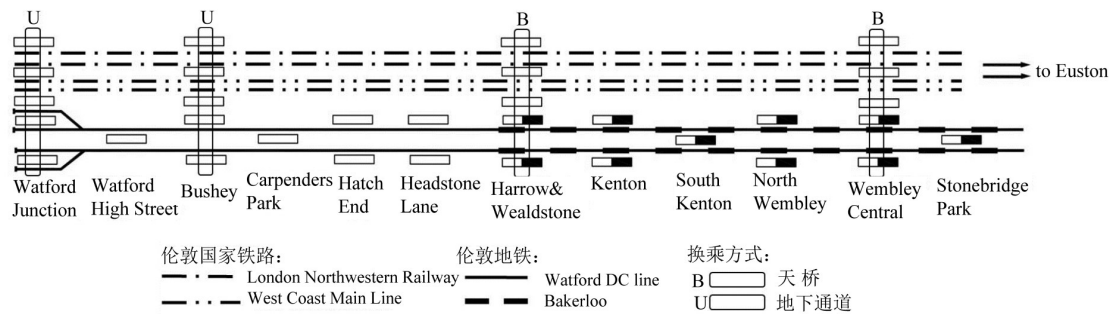 U
U
B
B
to Euston
Watford
Junction
Watford
High Street
Bushey
Carpenders
Park
Hatch
End
Headstone
Lane
Harrow&
Wealdstone
Kenton
South
Kenton
North
Wembley
Wembley
Central
Stonebridge
Park
伦敦国家铁路：
London Northwestern Railway
West Coast Main Line
伦敦地铁：
Watford DC line
Bakerloo
换乘方式：
B 天 桥
U 地下通道